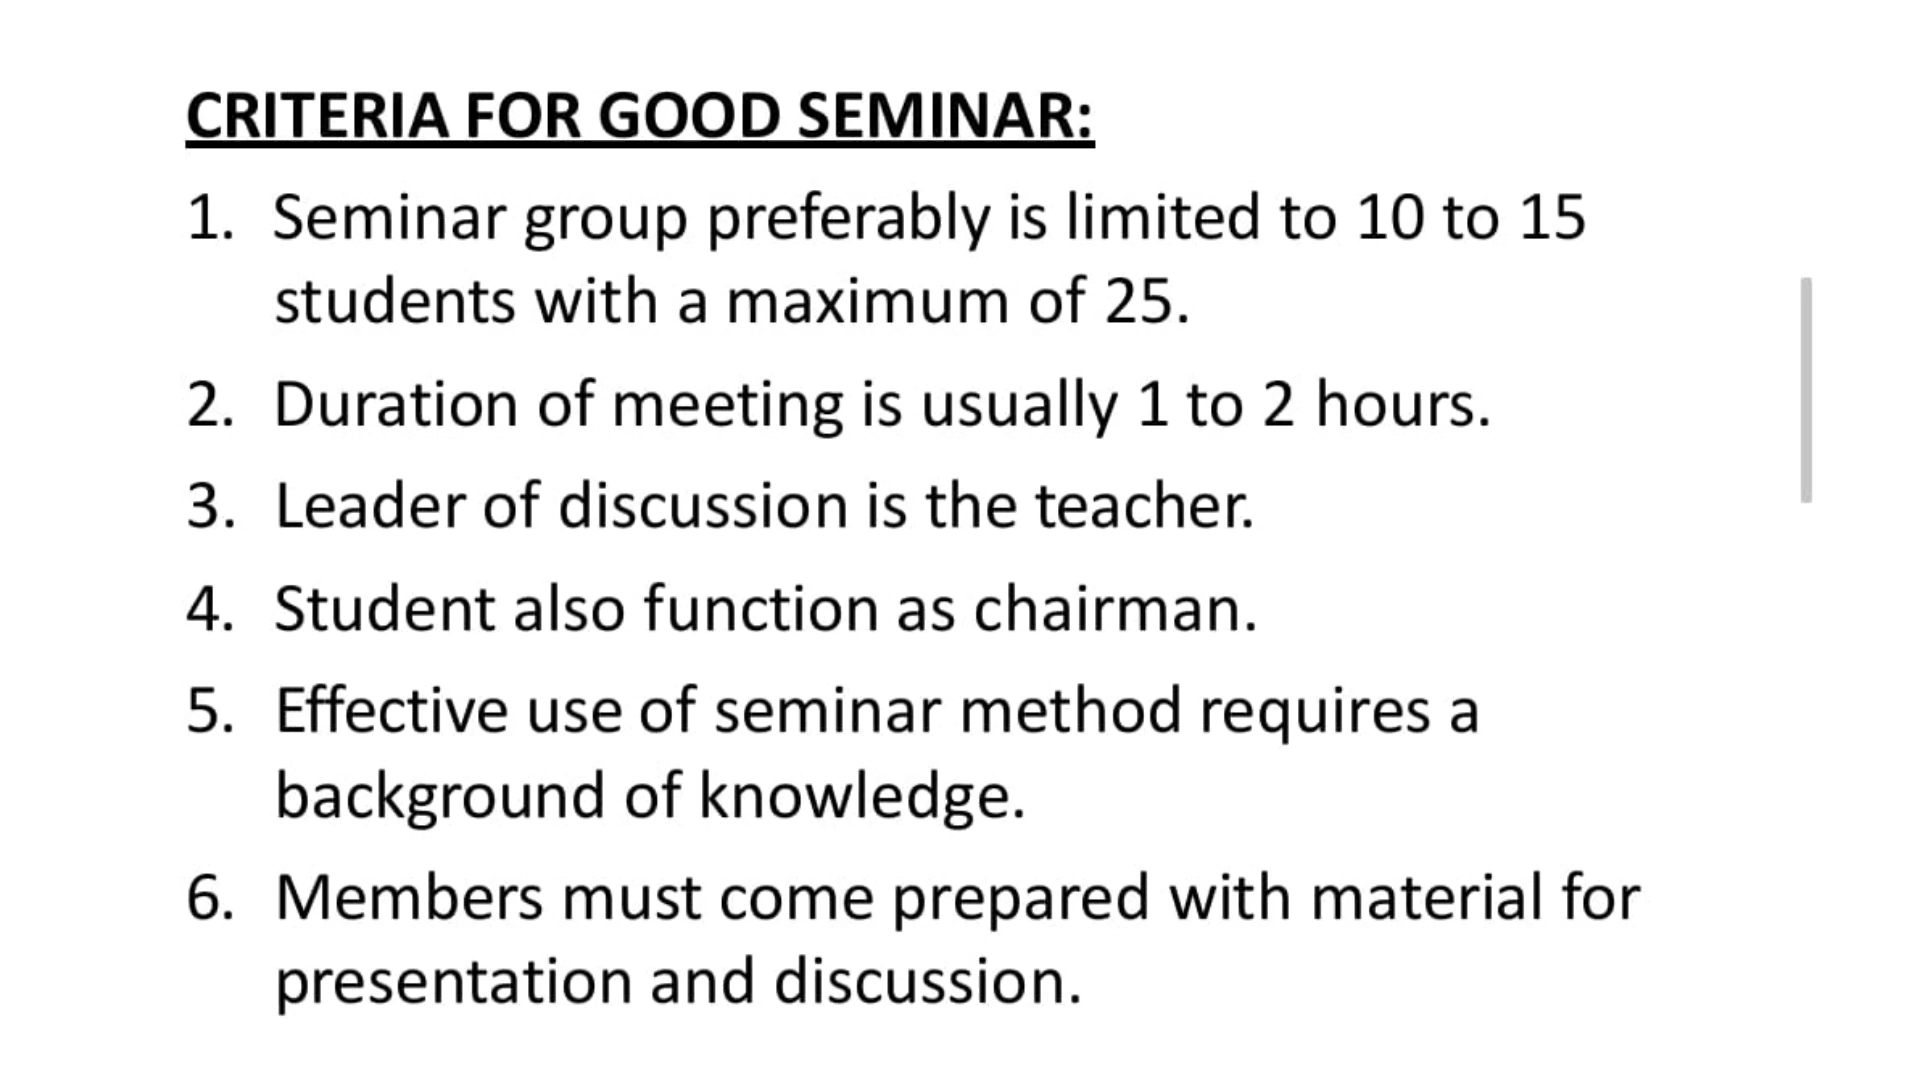 CRITERIA FOR GOOD SEMINAR:
1. Seminar group preferably is limited to 10 to 15
students with a maximum of 25.
2. Duration of meeting is usually 1 to 2 hours.
3. Leader of discussion is the teacher.
4. Student also function as chairman.
5. Effective use of seminar method requires a
background of knowledge.
6. Members must come prepared with material for
presentation and discussion.